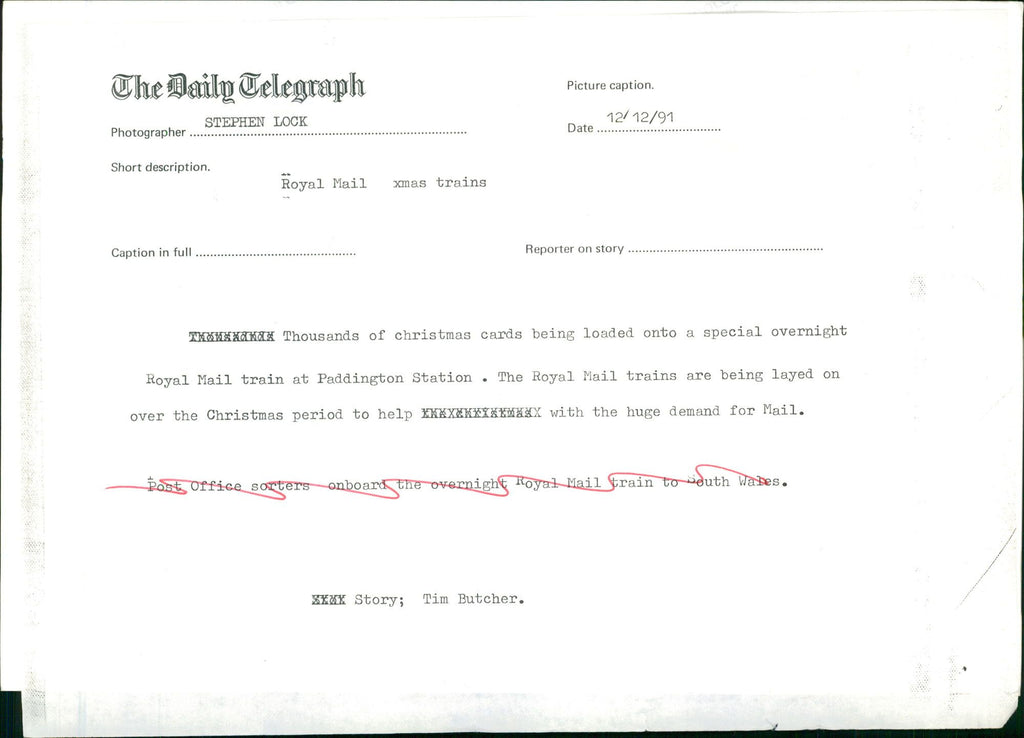 The Daily Telegraph
Picture caption.
Photographer STEPHEN LOCK
Date 12/12/91
Short description.
Royal Mail xmas trains
Caption in full
Reporter on story
Thousands of christmas cards being loaded onto a special overnight
Royal Mail train at Paddington Station . The Royal Mail trains are being layed on
over the Christmas period to help with the huge demand for Mail.
Post Office sorters onboard the overnight Royal Mail train to South Wales.
Story; Tim Butcher.